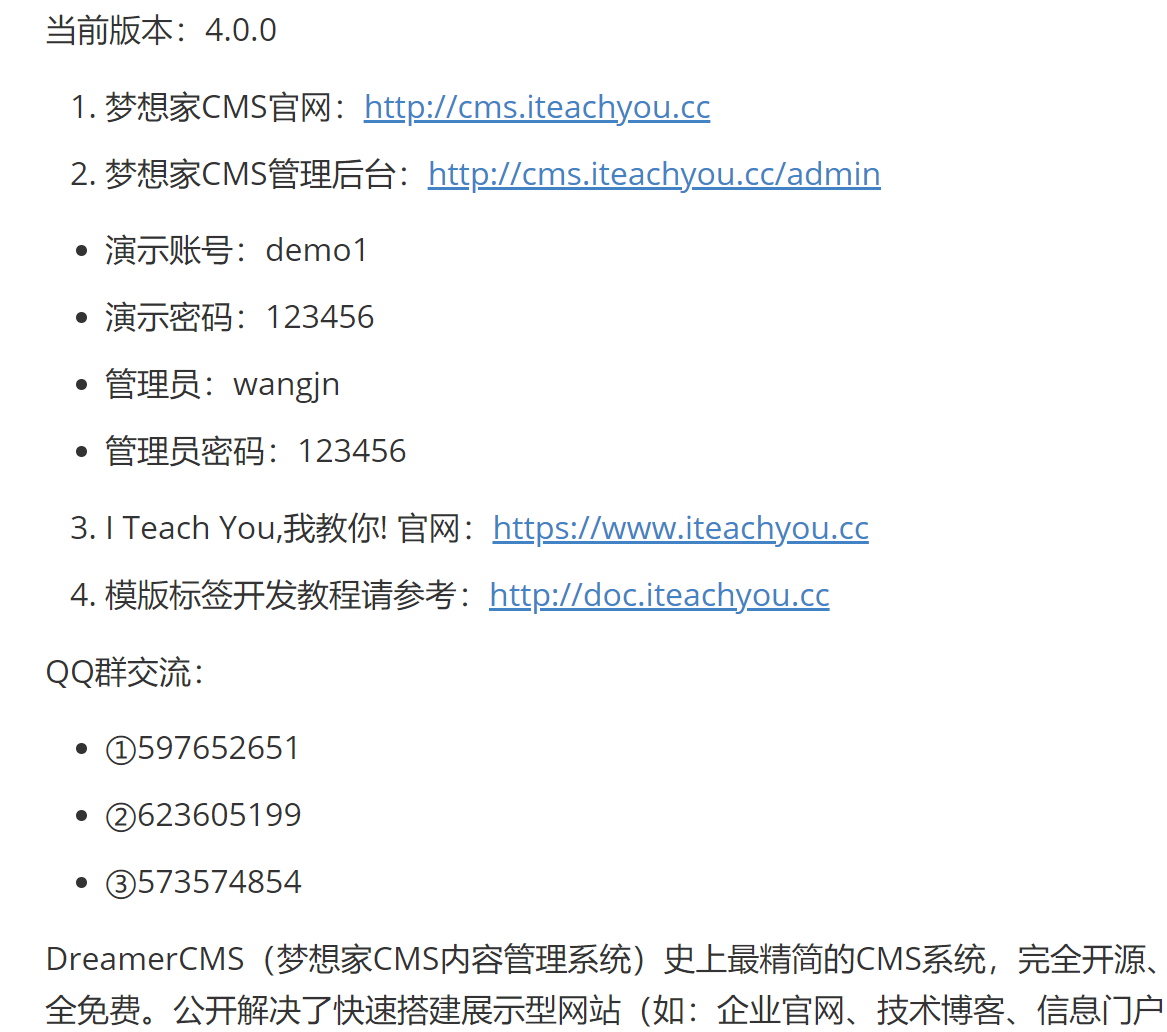 当前版本：4.0.0
1. 梦想家CMS官网：http://cms.iteachyou.cc
2. 梦想家CMS管理后台：http://cms.iteachyou.cc/admin
• 演示账号：demo1
• 演示密码：123456
• 管理员：wangjn
• 管理员密码：123456
3. I Teach You,我教你! 官网：https://www.iteachyou.cc
4. 模版标签开发教程请参考：http://doc.iteachyou.cc
QQ群交流：
• ①597652651
• ②623605199
• ③573574854
DreamerCMS（梦想家CMS内容管理系统）史上最精简的CMS系统，完全开源、
全免费。公开解决了快速搭建展示型网站（如：企业官网、技术博客、信息门户